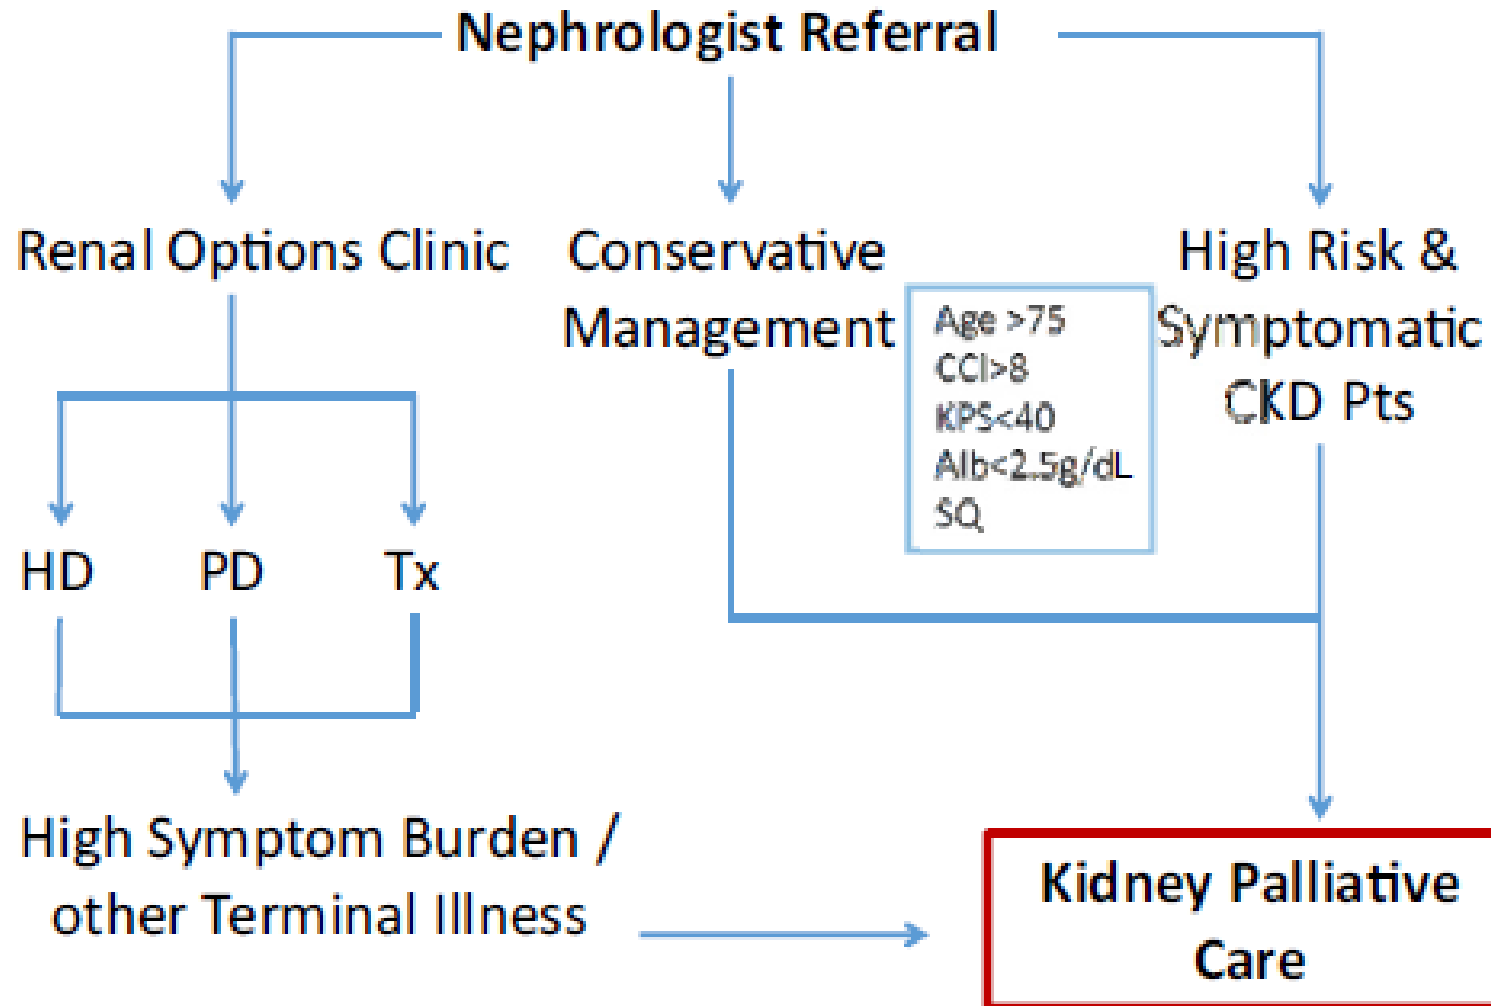 Nephrologist Referral
Renal Options Clinic
Conservative
Management
High Risk &
Symptomatic
CKD Pts
Age >75
CCI>8
KPS<40
Alb<2.5g/dL
SQ
HD
PD
Tx
High Symptom Burden /
other Terminal Illness
Kidney Palliative
Care